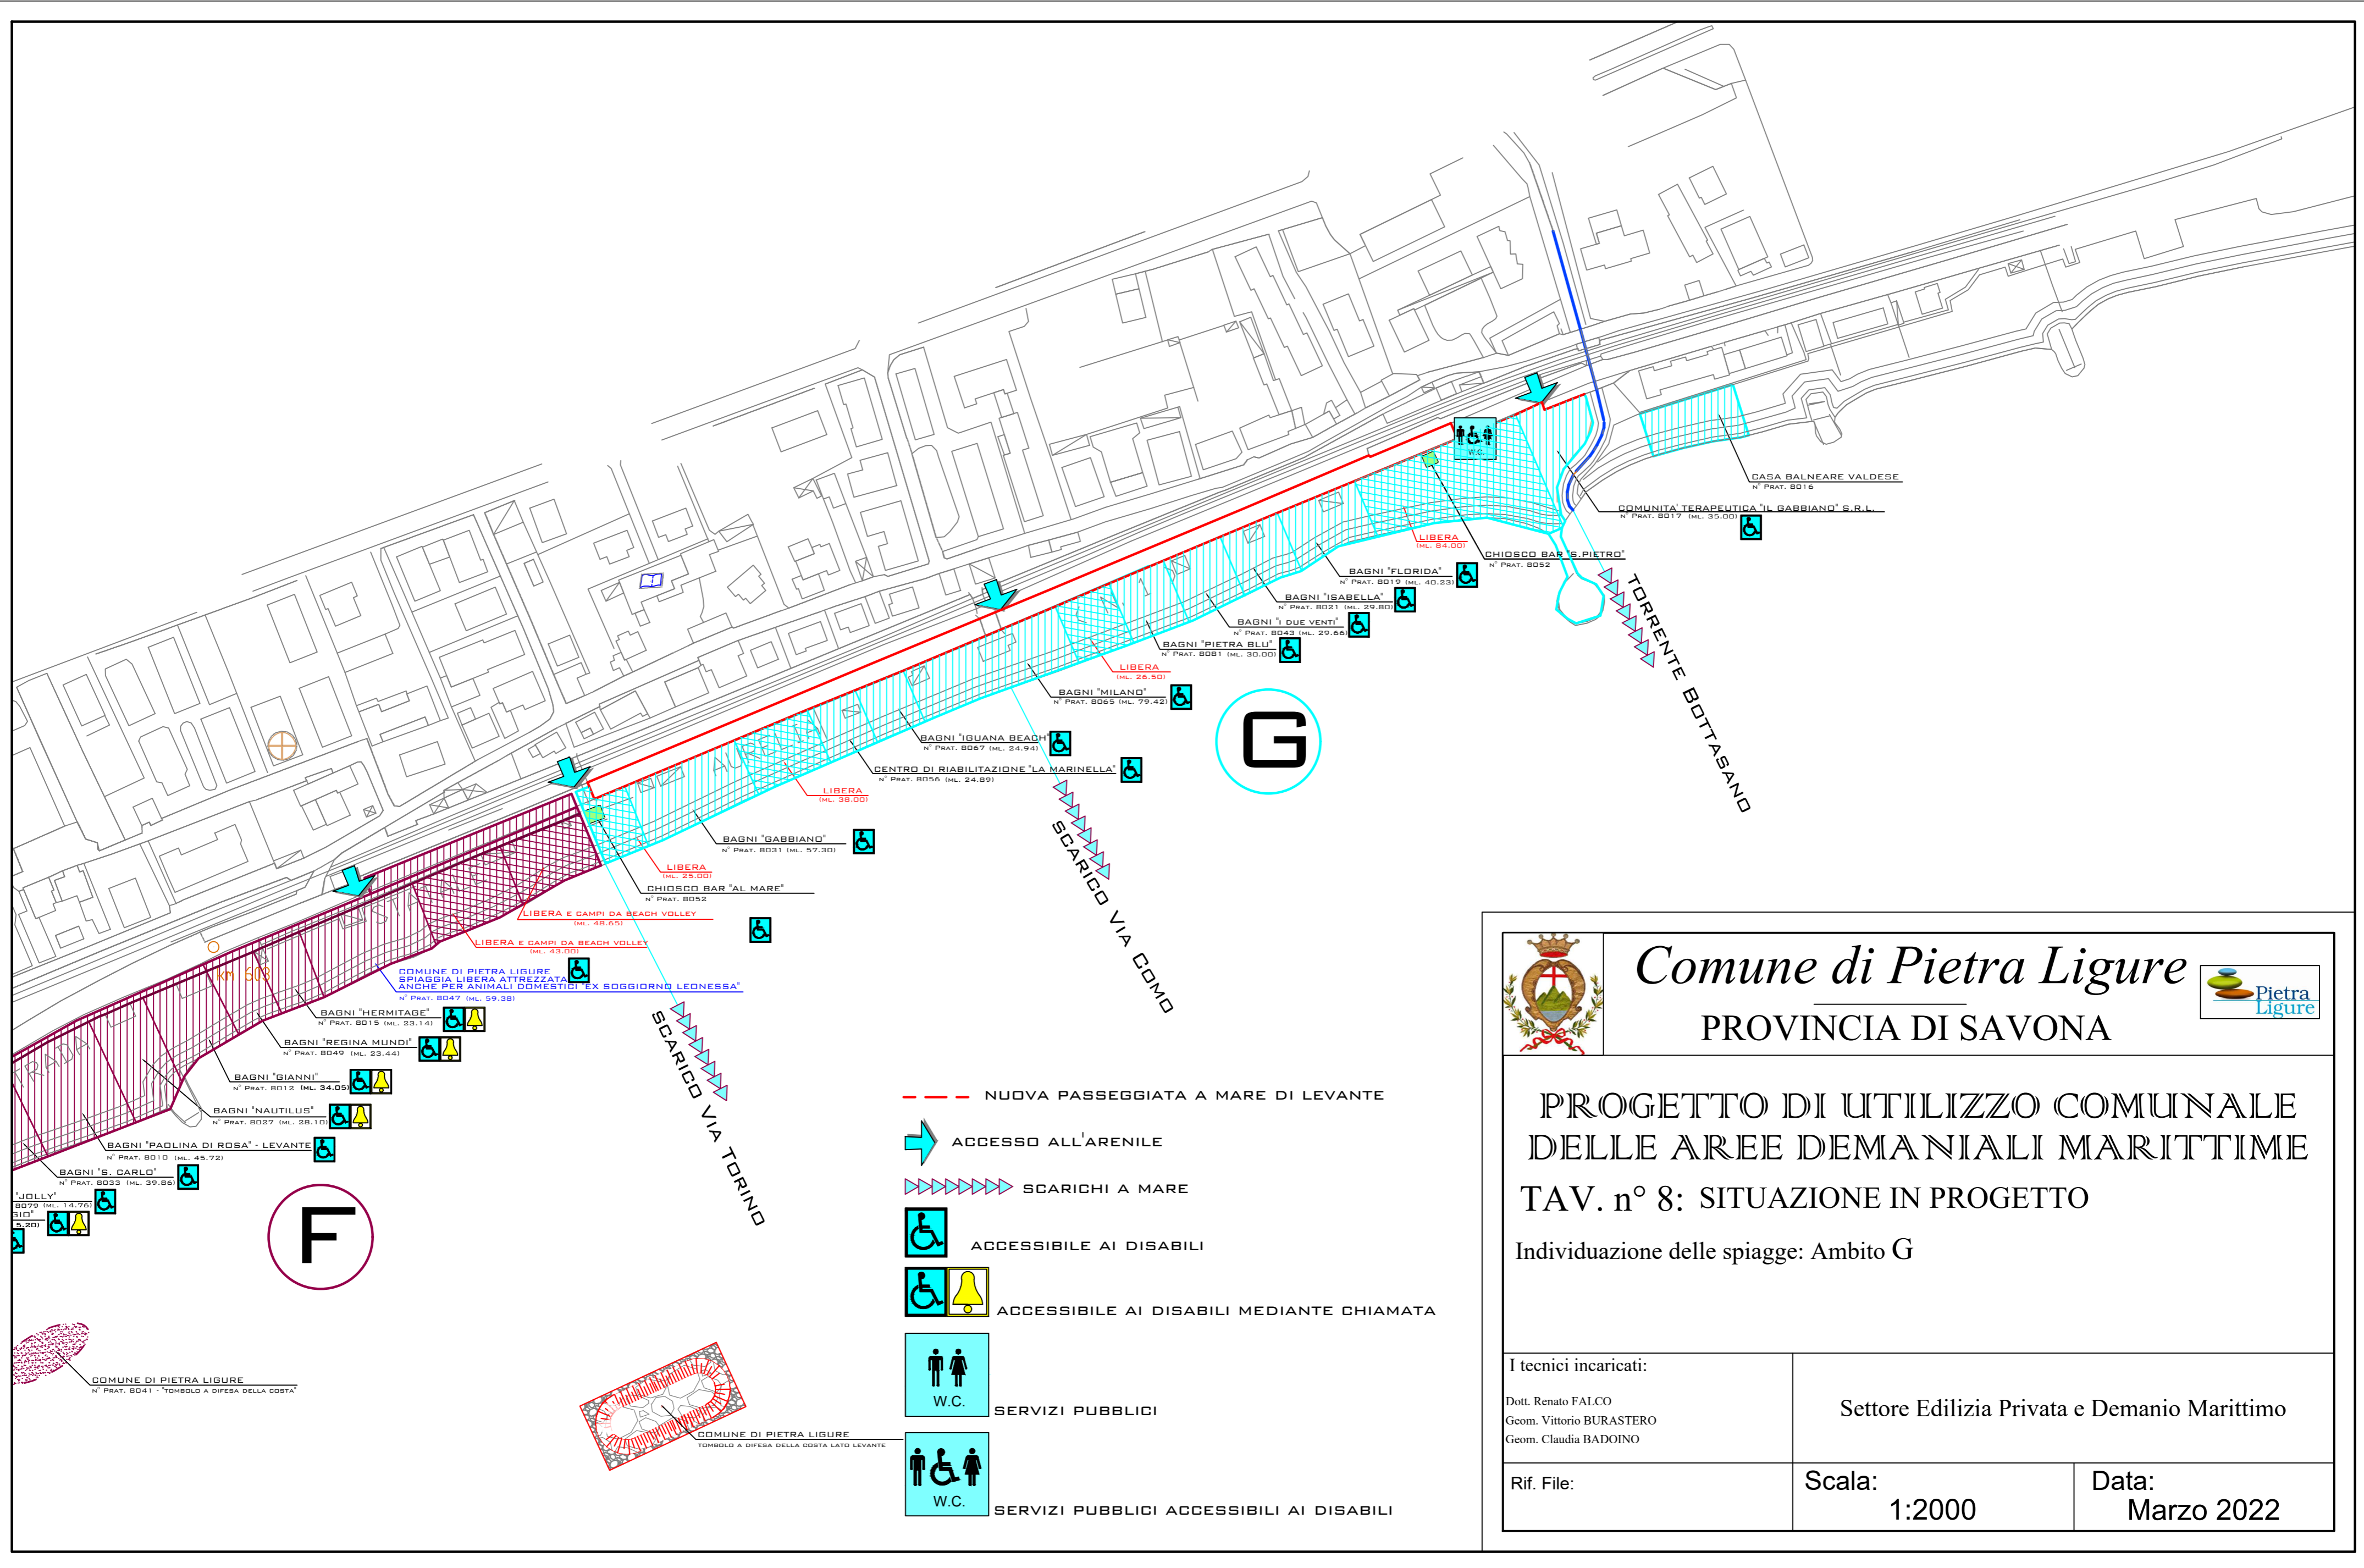 CASA BALNEARE VALDESE
N° PRAT. 8016
COMUNITA' TERAPEUTICA "IL GABBIANO" S.R.L.
N° PRAT. 8017 (ML. 35.00)
LIBERA
(ML. 84.00)
CHIOSCO BAR "S.PIETRO"
N° PRAT. 8052
BAGNI "FLORIDA"
N° PRAT. 8019 (ML. 40.23)
BAGNI "ISABELLA"
N° PRAT. 8021 (ML. 29.80)
BAGNI "I DUE VENTI"
N° PRAT. 8043 (ML. 29.66)
BAGNI "PIETRA BLU"
N° PRAT. 8081 (ML. 30.00)
LIBERA
(ML. 26.50)
BAGNI "MILANO"
N° PRAT. 8065 (ML. 79.42)
BAGNI "IGUANA BEACH"
N° PRAT. 8067 (ML. 24.94)
CENTRO DI RIABILITAZIONE "LA MARINELLA"
N° PRAT. 8056 (ML. 24.89)
LIBERA
(ML. 38.00)
BAGNI "GABBIANO"
N° PRAT. 8031 (ML. 57.30)
LIBERA
(ML. 25.00)
CHIOSCO BAR "AL MARE"
N° PRAT. 8052
LIBERA E CAMPI DA BEACH VOLLEY
(ML. 48.65)
LIBERA E CAMPI DA BEACH VOLLEY
(ML. 43.00)
COMUNE DI PIETRA LIGURE
SPIAGGIA LIBERA ATTREZZATA
ANCHE PER ANIMALI DOMESTICI "EX SOGGIORNO LEONESSA"
N° PRAT. 8047 (ML. 59.38)
km 603
BAGNI "HERMITAGE"
N° PRAT. 8015 (ML. 23.14)
BAGNI "REGINA MUNDI"
N° PRAT. 8049 (ML. 23.44)
BAGNI "GIANNI"
N° PRAT. 8012 (ML. 34.05)
BAGNI "NAUTILUS"
N° PRAT. 8027 (ML. 28.10)
BAGNI "PAOLINA DI ROSA" - LEVANTE
N° PRAT. 8010 (ML. 45.72)
BAGNI "S. CARLO"
N° PRAT. 8033 (ML. 39.86)
"JOLLY"
8079 (ML. 14.76)
GIO"
5.20)
TRADA
AURELIA
W.C.
TORRENTE BOTTASANO
SCARICO VIA COMO
SCARICO VIA TORINO
G
F
COMUNE DI PIETRA LIGURE
N° PRAT. 8041 - "TOMBOLO A DIFESA DELLA COSTA"
COMUNE DI PIETRA LIGURE
TOMBOLO A DIFESA DELLA COSTA LATO LEVANTE
NUOVA PASSEGGIATA A MARE DI LEVANTE
ACCESSO ALL'ARENILE
SCARICHI A MARE
ACCESSIBILE AI DISABILI
ACCESSIBILE AI DISABILI MEDIANTE CHIAMATA
W.C.
SERVIZI PUBBLICI
W.C.
SERVIZI PUBBLICI ACCESSIBILI AI DISABILI
Comune di Pietra Ligure
PROVINCIA DI SAVONA
Pietra
Ligure
PROGETTO DI UTILIZZO COMUNALE
DELLE AREE DEMANIALI MARITTIME
TAV. n° 8: SITUAZIONE IN PROGETTO
Individuazione delle spiagge: Ambito G
I tecnici incaricati:
Dott. Renato FALCO
Geom. Vittorio BURASTERO
Geom. Claudia BADOINO
Settore Edilizia Privata e Demanio Marittimo
Rif. File:
Scala:
1:2000
Data:
Marzo 2022